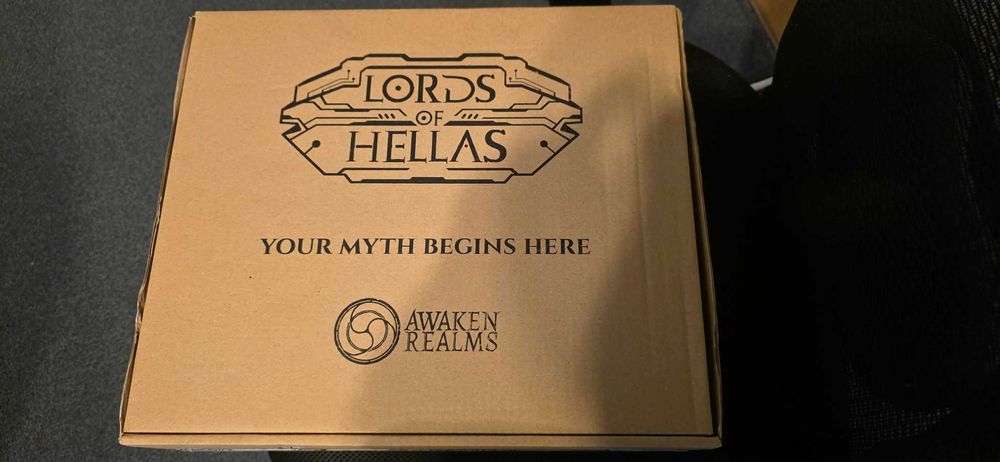 LORDS
OF
HELLAS
YOUR MYTH BEGINS HERE
AWAKEN
REALMS